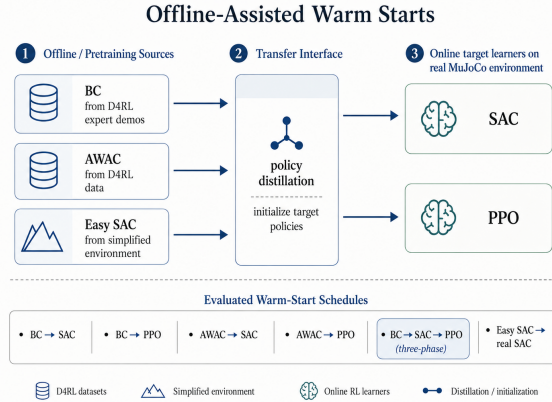 Offline-Assisted Warm Starts
1 Offline / Pretraining Sources
2 Transfer Interface
3 Online target learners on
real MuJoCo environment
BC
from D4RL
expert demos
AWAC
from D4RL
data
Easy SAC
from simplified
environment
policy
distillation
initialize target
policies
SAC
PPO
Evaluated Warm-Start Schedules
• BC → SAC
• BC → PPO
• AWAC → SAC
• AWAC → PPO
• BC → SAC → PPO
(three-phase)
• Easy SAC →
real SAC
D4RL datasets
Simplified environment
Online RL learners
Distillation / initialization